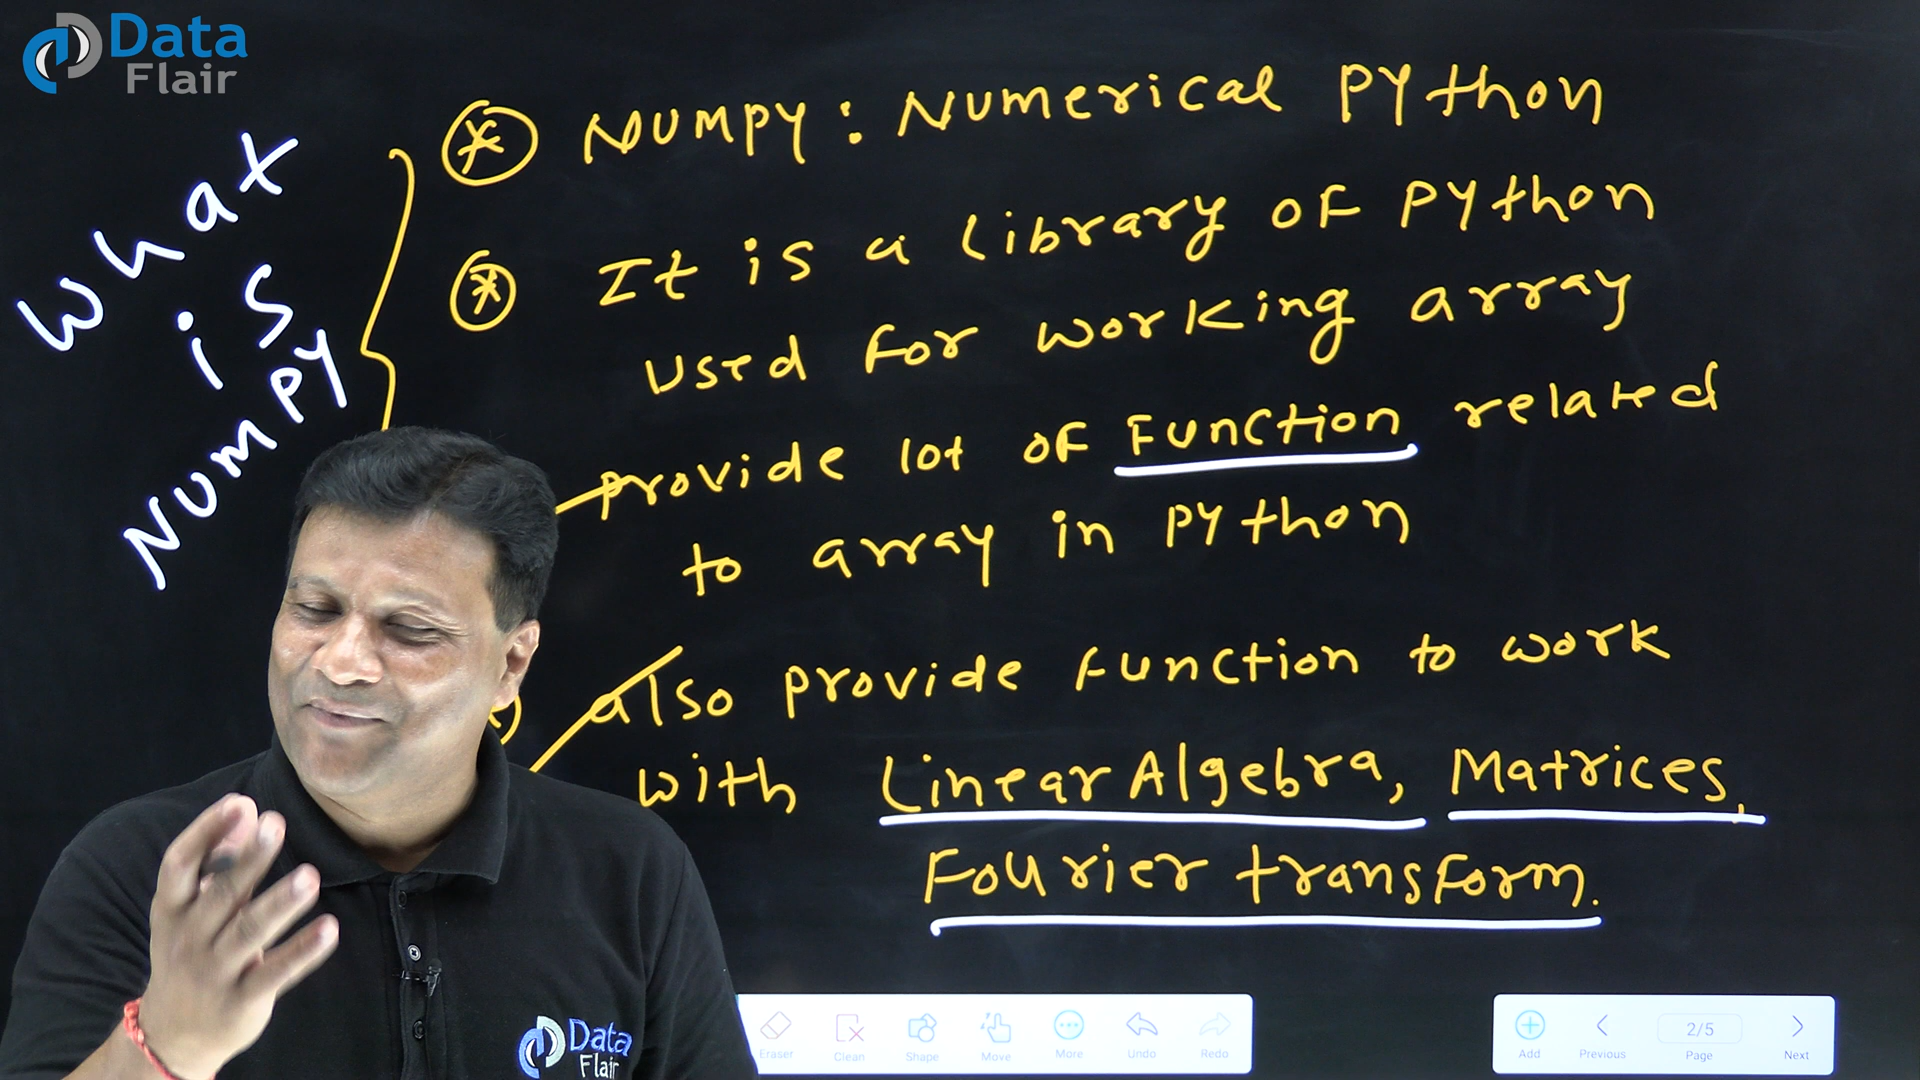 Data
Flair
What
is
NUMPY
NUMPY : Numerical PYthon
It is a Library OF PYthon
used For working array
provide lot OF Function related
to array in PYthon
also provide Function to work
with Linear Algebra, Matrices,
Fourier transForm.
Data
Flair
Eraser
Clean
Shape
Move
More
Undo
Redo
Add
Previous
2/5
Page
Next